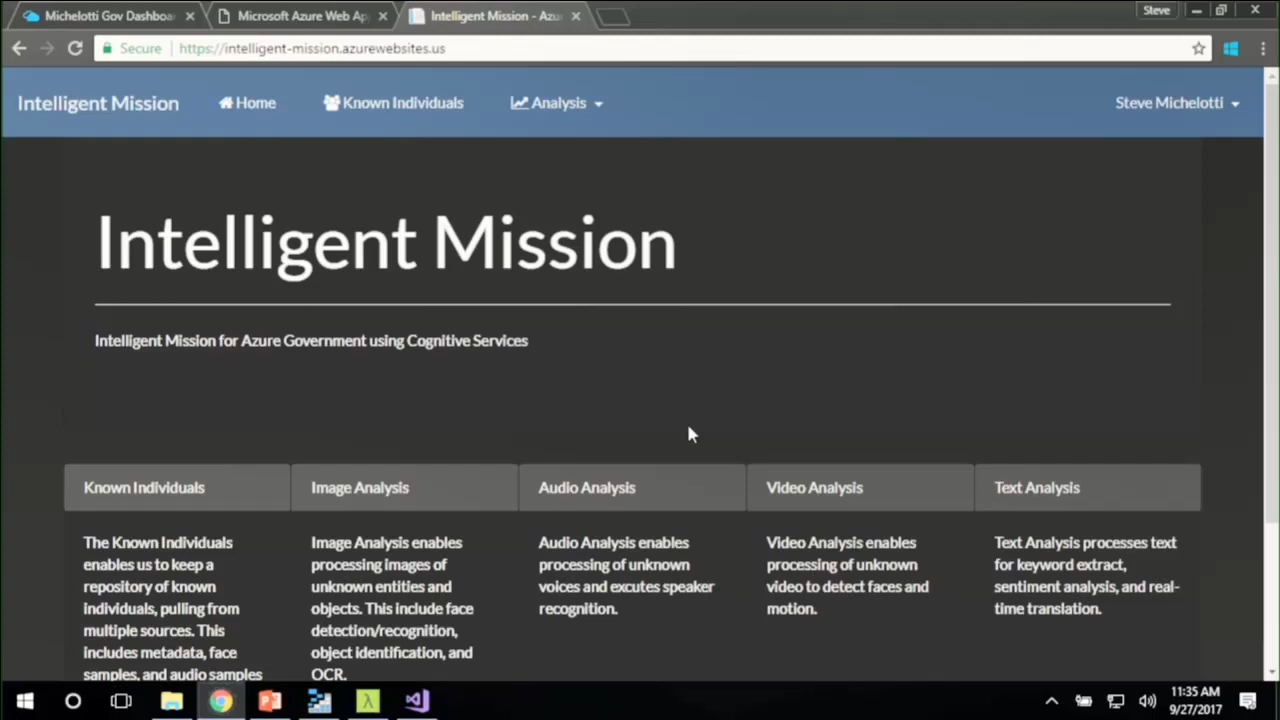 Michelotti Gov Dashboa
Microsoft Azure Web Ap
Intelligent Mission - Azu
Steve
Secure
https://intelligent-mission.azurewebsites.us
Intelligent Mission
Home
Known Individuals
Analysis
Steve Michelotti
Intelligent Mission
Intelligent Mission for Azure Government using Cognitive Services
Known Individuals
The Known Individuals
enables us to keep a
repository of known
individuals, pulling from
multiple sources. This
includes metadata, face
samples, and audio samples
Image Analysis
Image Analysis enables
processing images of
unknown entities and
objects. This include face
detection/recognition,
object identification, and
OCR.
Audio Analysis
Audio Analysis enables
processing of unknown
voices and excutes speaker
recognition.
Video Analysis
Video Analysis enables
processing of unknown
video to detect faces and
motion.
Text Analysis
Text Analysis processes text
for keyword extract,
sentiment analysis, and real-
time translation.
11:35 AM
9/27/2017